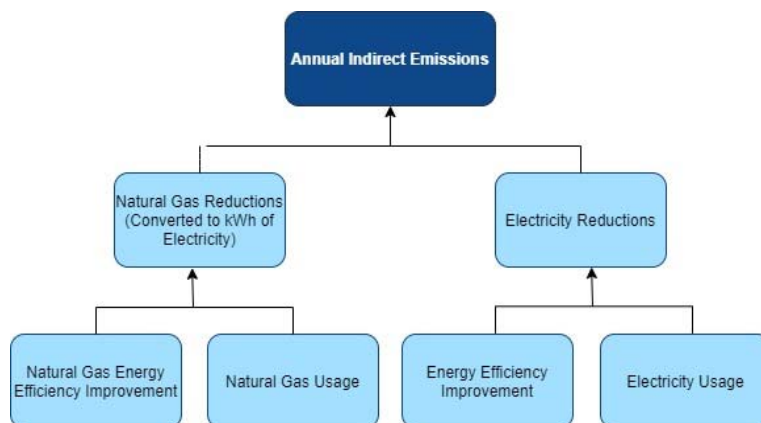 Annual Indirect Emissions
Natural Gas Reductions
(Converted to kWh of
Electricity)
Electricity Reductions
Natural Gas Energy
Efficiency Improvement
Natural Gas Usage
Energy Efficiency
Improvement
Electricity Usage